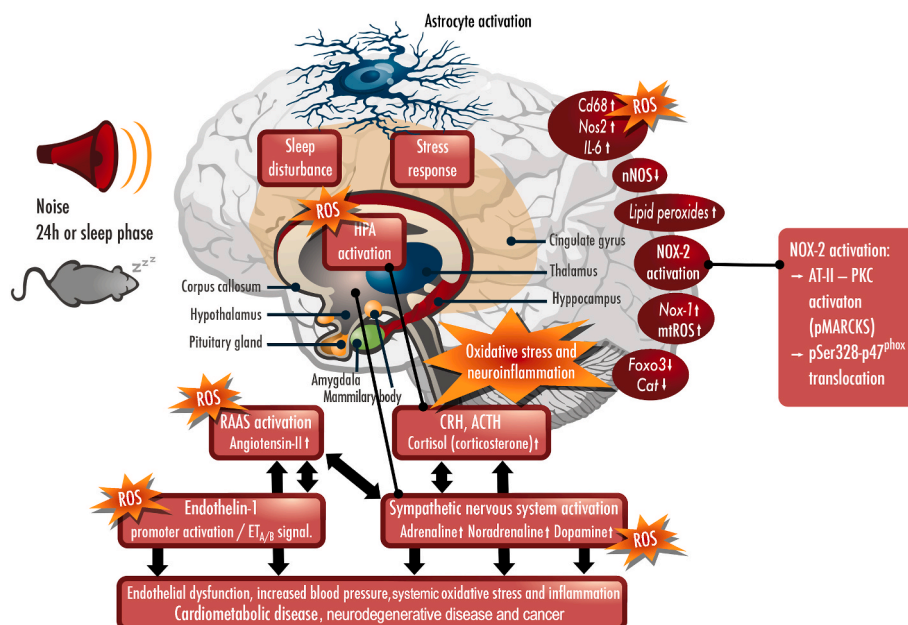 Astrocyte activation
Cd68↑
Nos2↑
IL-6↑
ROS
Sleep
disturbance
Stress
response
nNOS↓
Noise
24h or sleep phase
zzzz
ROS
HPA
activation
Lipid peroxides↑
Cingulate gyrus
NOX-2
activation
NOX-2 activation:
→ AT-II – PKC
activaton
(pMARCKS)
→ pSer328-p47phox
translocation
Thalamus
Corpus callosum
Hyppocampus
Hypothalamus
Nox-1↑
mtROS↑
Pituitary gland
Oxidative stress and
neuroinflammation
Foxo3↓
Cat↓
Amygdala
Mammilary body
ROS
RAAS activation
Angiotensin-II↑
CRH, ACTH
Cortisol (corticosterone)↑
ROS
Endothelin-1
promoter activation / ETA/B signal.
Sympathetic nervous system activation
Adrenaline↑ Noradrenaline↑ Dopamine↑
ROS
Endothelial dysfunction, increased blood pressure, systemic oxidative stress and inflammation
Cardiometabolic disease, neurodegenerative disease and cancer